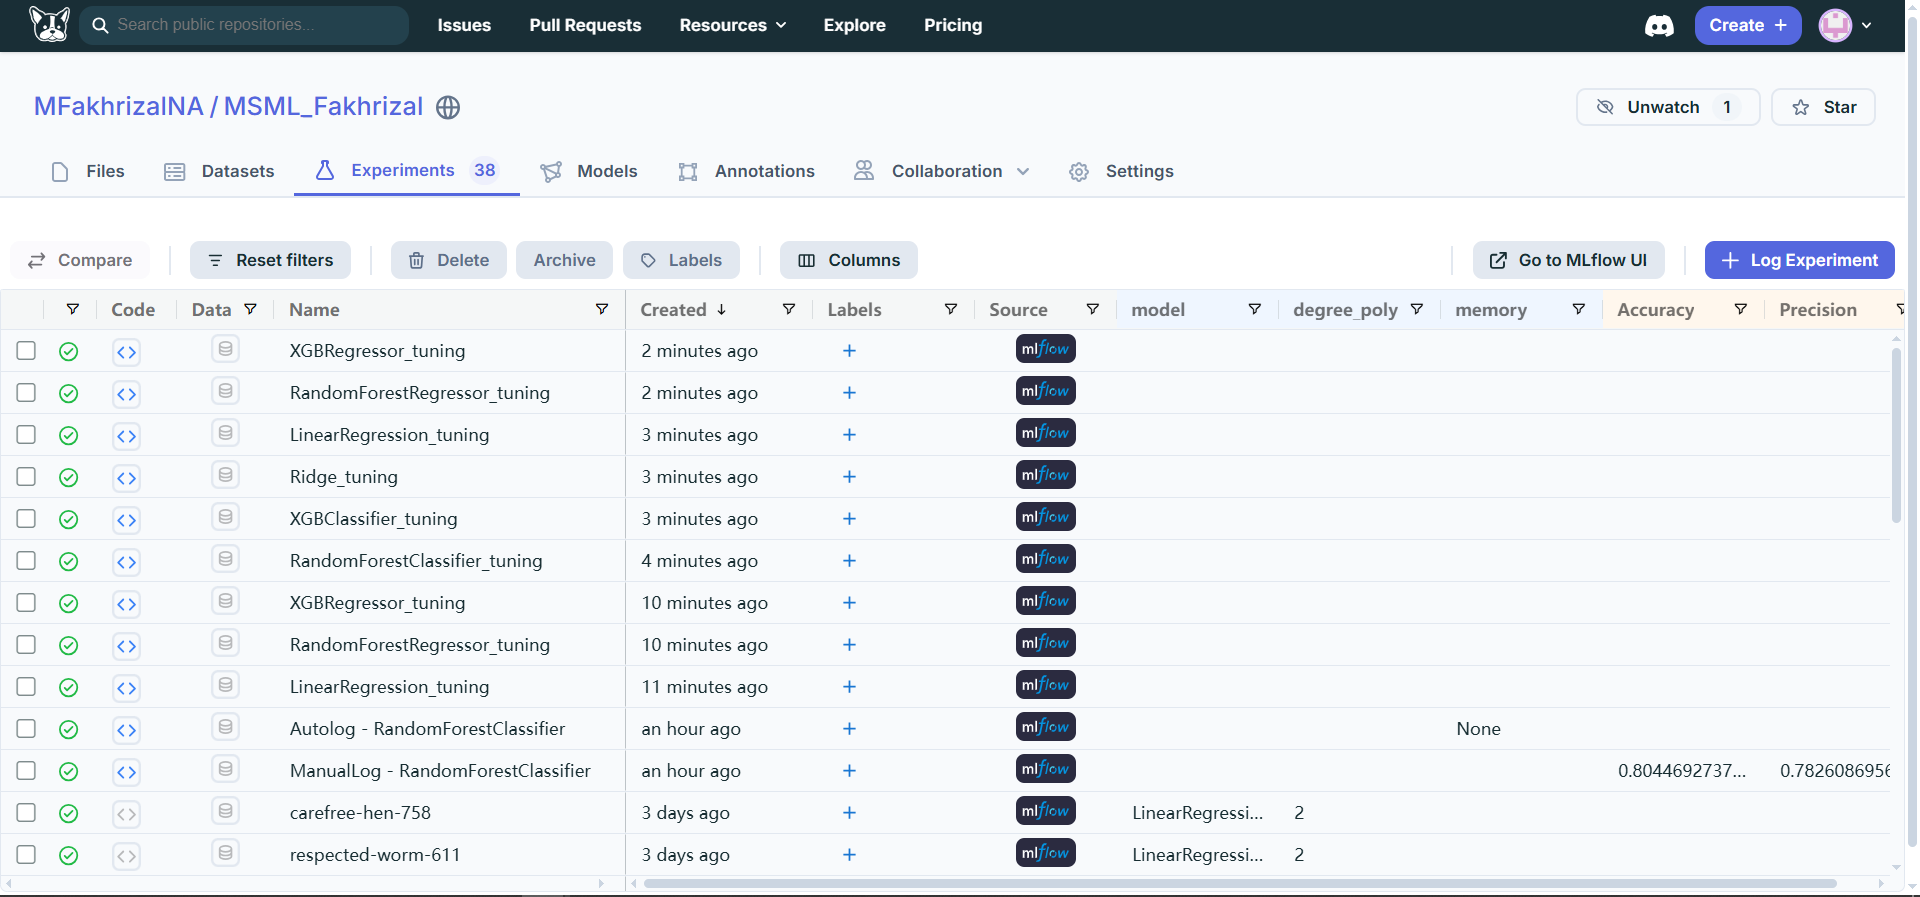 Search public repositories...
Issues
Pull Requests
Resources
Explore
Pricing
Create +
MFakhrizalNA / MSML_Fakhrizal
Unwatch 1
Star
Files
Datasets
Experiments 38
Models
Annotations
Collaboration
Settings
Compare
Reset filters
Delete
Archive
Labels
Columns
Go to MLflow UI
+ Log Experiment
Code Data Name Created ↓ Labels Source model degree_poly memory Accuracy Precision
XGBRegressor_tuning 2 minutes ago + mlflow
RandomForestRegressor_tuning 2 minutes ago + mlflow
LinearRegression_tuning 3 minutes ago + mlflow
Ridge_tuning 3 minutes ago + mlflow
XGBClassifier_tuning 3 minutes ago + mlflow
RandomForestClassifier_tuning 4 minutes ago + mlflow
XGBRegressor_tuning 10 minutes ago + mlflow
RandomForestRegressor_tuning 10 minutes ago + mlflow
LinearRegression_tuning 11 minutes ago + mlflow
Autolog - RandomForestClassifier an hour ago + mlflow None
ManualLog - RandomForestClassifier an hour ago + mlflow 0.8044692737... 0.7826086956
carefree-hen-758 3 days ago + mlflow LinearRegressi... 2
respected-worm-611 3 days ago + mlflow LinearRegressi... 2